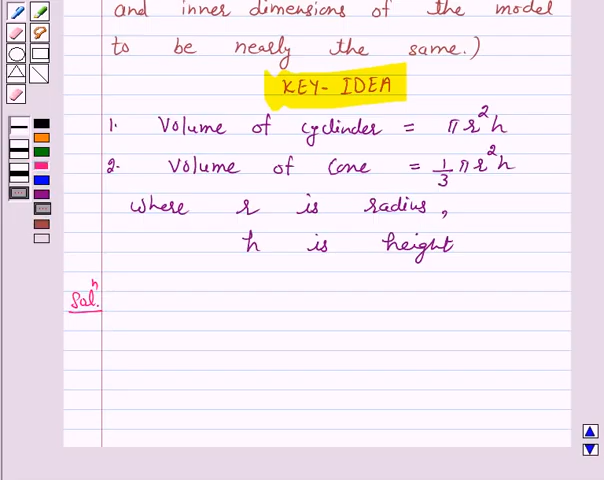 and inner dimensions of the model
to be nearly the same.)
KEY- IDEA
1. Volume of cylinder = πr²h
2. Volume of Cone = 1/3 πr²h
where r is radius,
h is height
Solⁿ.